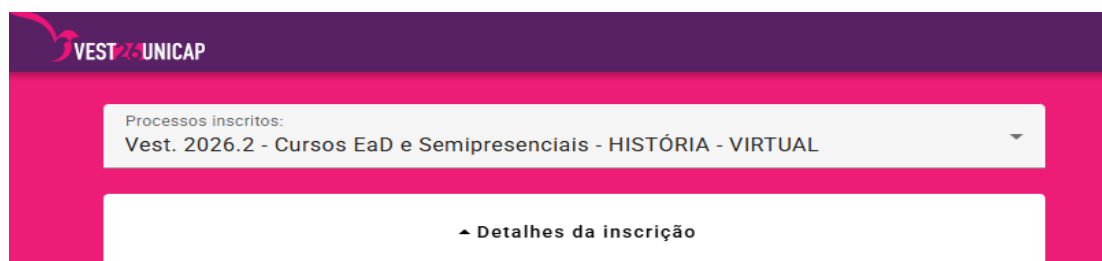 VEST26UNICAP
Processos inscritos:
Vest. 2026.2 - Cursos EaD e Semipresenciais - HISTÓRIA - VIRTUAL
Detalhes da inscrição